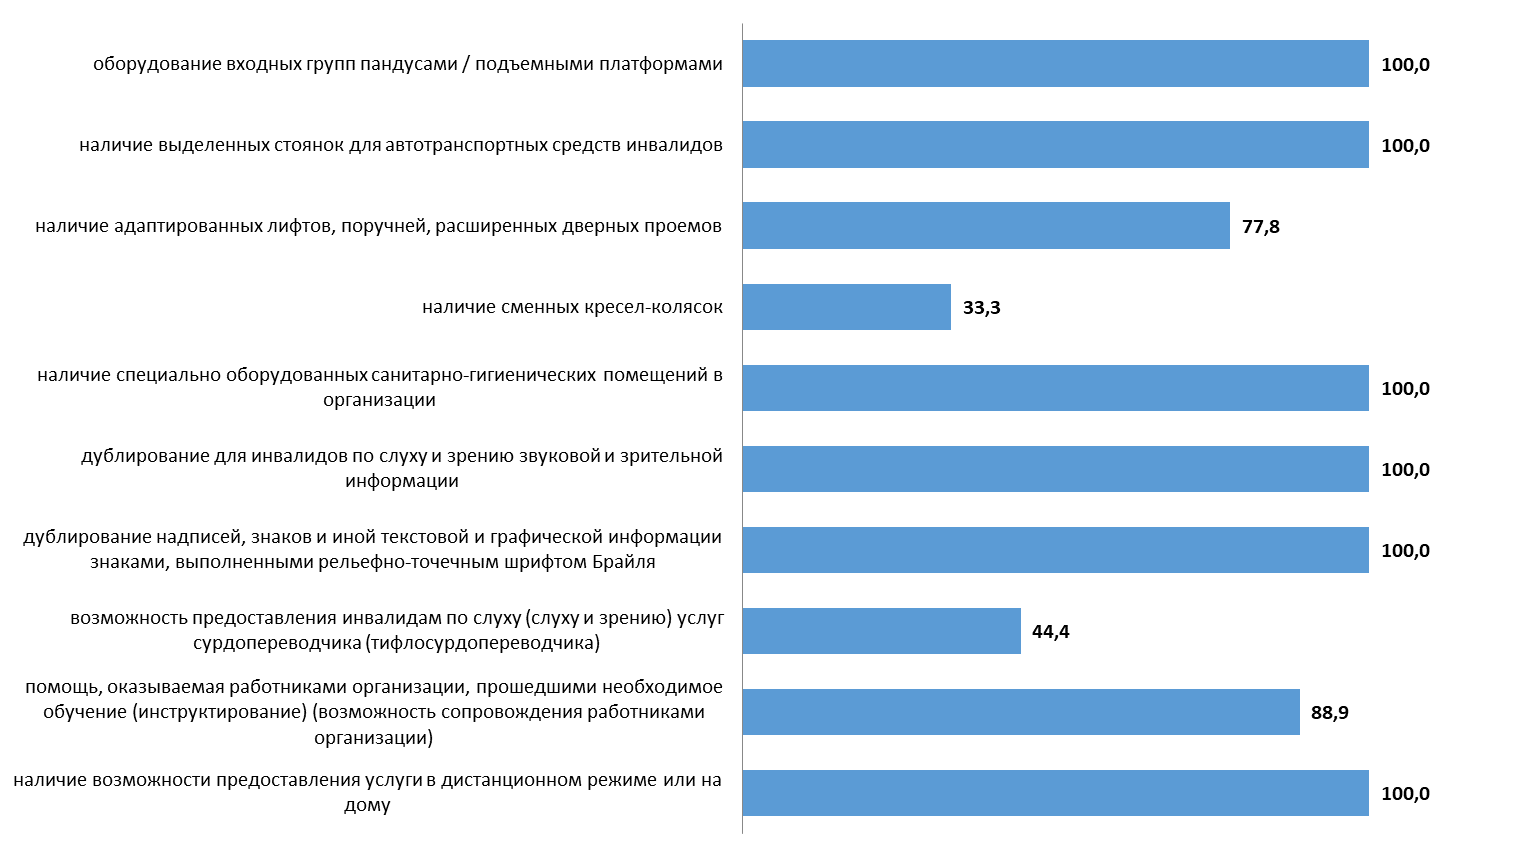 оборудование входных групп пандусами / подъемными платформами
100,0
наличие выделенных стоянок для автотранспортных средств инвалидов
100,0
наличие адаптированных лифтов, поручней, расширенных дверных проемов
77,8
наличие сменных кресел-колясок
33,3
наличие специально оборудованных санитарно-гигиенических помещений в
организации
100,0
дублирование для инвалидов по слуху и зрению звуковой и зрительной
информации
100,0
дублирование надписей, знаков и иной текстовой и графической информации
знаками, выполненными рельефно-точечным шрифтом Брайля
100,0
возможность предоставления инвалидам по слуху (слуху и зрению) услуг
сурдопереводчика (тифлосурдопереводчика)
44,4
помощь, оказываемая работниками организации, прошедшими необходимое
обучение (инструктирование) (возможность сопровождения работниками
организации)
88,9
наличие возможности предоставления услуги в дистанционном режиме или на
дому
100,0